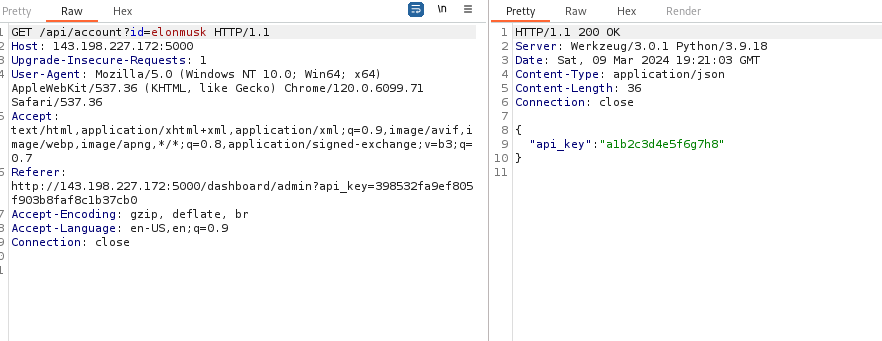 Pretty Raw Hex \n
GET /api/account?id=elonmusk HTTP/1.1
2 Host: 143.198.227.172:5000
3 Upgrade-Insecure-Requests: 1
4 User-Agent: Mozilla/5.0 (Windows NT 10.0; Win64; x64)
AppleWebKit/537.36 (KHTML, like Gecko) Chrome/120.0.6099.71
Safari/537.36
5 Accept:
text/html,application/xhtml+xml,application/xml;q=0.9,image/avif,i
mage/webp,image/apng,*/*;q=0.8,application/signed-exchange;v=b3;q=
0.7
6 Referer:
http://143.198.227.172:5000/dashboard/admin?api_key=398532fa9ef805
f903b8faf8c1b37cb0
7 Accept-Encoding: gzip, deflate, br
8 Accept-Language: en-US,en;q=0.9
9 Connection: close
0
1
Pretty Raw Hex Render
1 HTTP/1.1 200 OK
2 Server: Werkzeug/3.0.1 Python/3.9.18
3 Date: Sat, 09 Mar 2024 19:21:03 GMT
4 Content-Type: application/json
5 Content-Length: 36
6 Connection: close
7
8 {
9 "api_key":"a1b2c3d4e5f6g7h8"
10 }
11